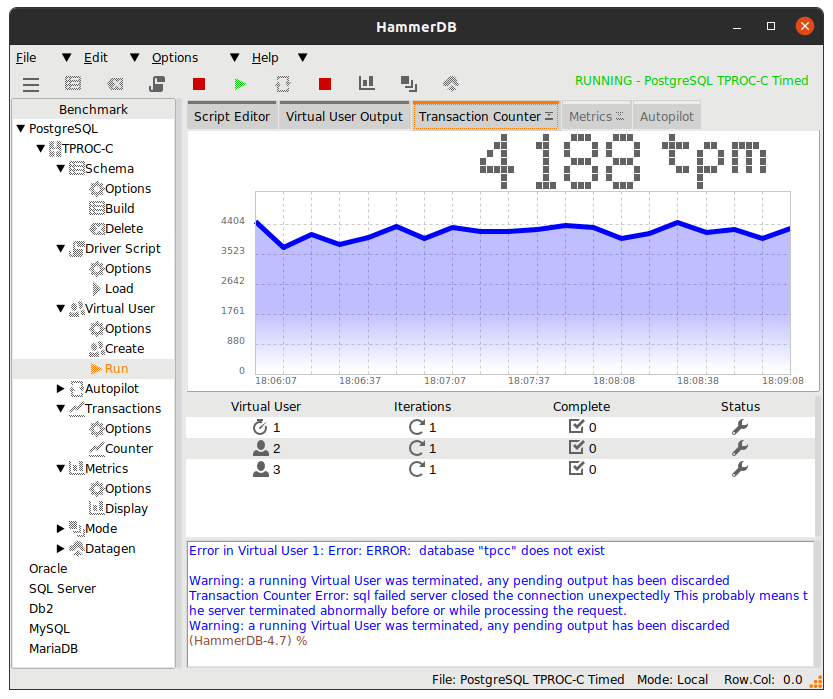 HammerDB
File Edit Options Help
RUNNING - PostgreSQL TPROC-C Timed
Benchmark
PostgreSQL
TPROC-C
Schema
Options
Build
Delete
Driver Script
Options
Load
Virtual User
Options
Create
Run
Autopilot
Transactions
Options
Counter
Metrics
Options
Display
Mode
Datagen
Oracle
SQL Server
Db2
MySQL
MariaDB
Script Editor Virtual User Output Transaction Counter Metrics Autopilot
4188 tpm
4404
3523
2642
1761
880
0
18:06:07 18:06:37 18:07:07 18:07:37 18:08:08 18:08:38 18:09:08
Virtual User Iterations Complete Status
1 1 0
2 1 0
3 1 0
Error in Virtual User 1: Error: ERROR:  database "tpcc" does not exist
Warning: a running Virtual User was terminated, any pending output has been discarded
Transaction Counter Error: sql failed server closed the connection unexpectedly This probably means t
he server terminated abnormally before or while processing the request.
Warning: a running Virtual User was terminated, any pending output has been discarded
(HammerDB-4.7) %
File: PostgreSQL TPROC-C Timed Mode: Local Row.Col: 0.0